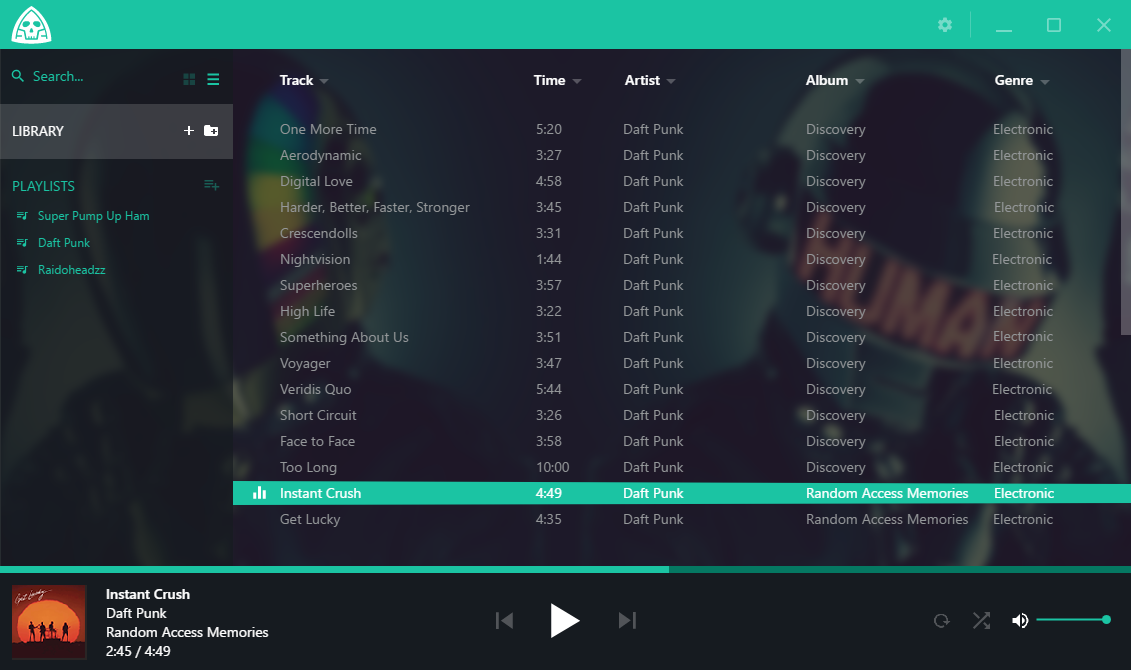 Search...
LIBRARY
PLAYLISTS
Super Pump Up Ham
Daft Punk
Raidoheadzz
Track Time Artist Album Genre
One More Time 5:20 Daft Punk Discovery Electronic
Aerodynamic 3:27 Daft Punk Discovery Electronic
Digital Love 4:58 Daft Punk Discovery Electronic
Harder, Better, Faster, Stronger 3:45 Daft Punk Discovery Electronic
Crescendolls 3:31 Daft Punk Discovery Electronic
Nightvision 1:44 Daft Punk Discovery Electronic
Superheroes 3:57 Daft Punk Discovery Electronic
High Life 3:22 Daft Punk Discovery Electronic
Something About Us 3:51 Daft Punk Discovery Electronic
Voyager 3:47 Daft Punk Discovery Electronic
Veridis Quo 5:44 Daft Punk Discovery Electronic
Short Circuit 3:26 Daft Punk Discovery Electronic
Face to Face 3:58 Daft Punk Discovery Electronic
Too Long 10:00 Daft Punk Discovery Electronic
Instant Crush 4:49 Daft Punk Random Access Memories Electronic
Get Lucky 4:35 Daft Punk Random Access Memories Electronic
HUMAN
Get Lucky
Instant Crush
Daft Punk
Random Access Memories
2:45 / 4:49